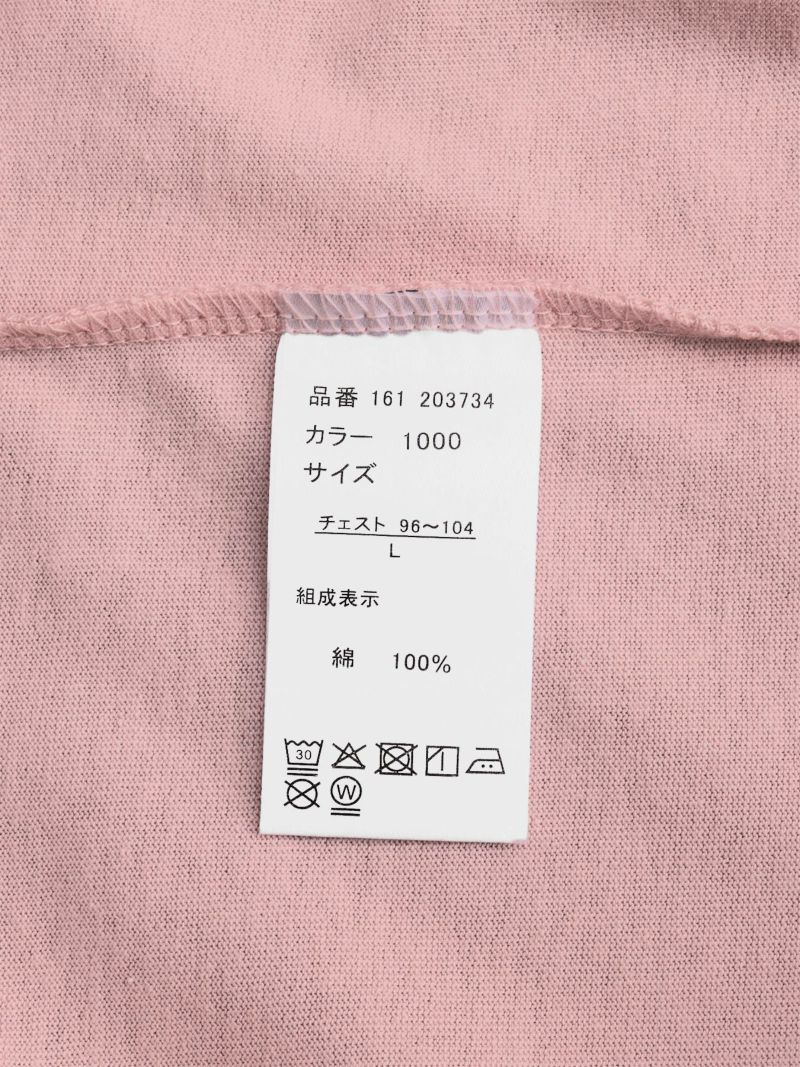 品番 161 203734
カラー 1000
サイズ
チェスト 96～104
L
組成表示
綿 100%
30
W